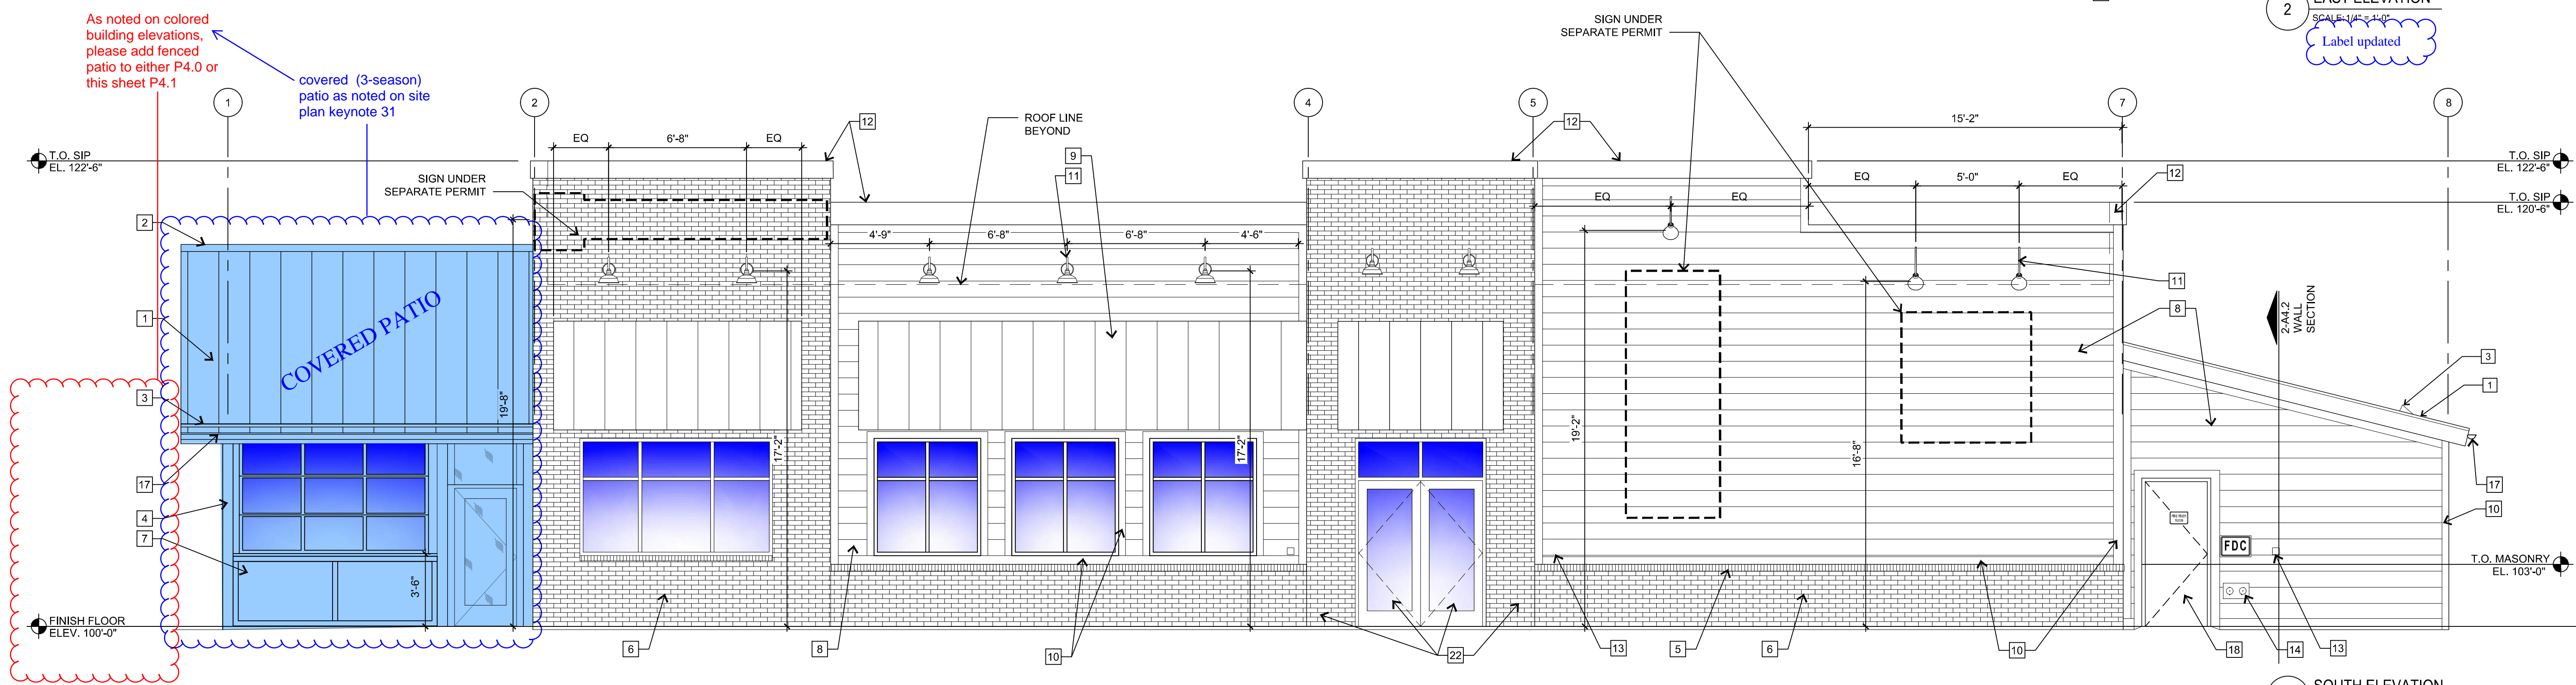 As noted on colored
building elevations,
please add fenced
patio to either P4.0 or
this sheet P4.1
covered (3-season)
patio as noted on site
plan keynote 31
SIGN UNDER
SEPARATE PERMIT
2
EAST ELEVATION
SCALE: 1/4" = 1'-0"
Label updated
1
2
4
5
7
8
EQ
6'-8"
EQ
12
ROOF LINE
BEYOND
12
15'-2"
T.O. SIP
EL. 122'-6"
9
11
T.O. SIP
EL. 122'-6"
SIGN UNDER
SEPARATE PERMIT
EQ
5'-0"
EQ
12
EQ
EQ
T.O. SIP
EL. 120'-6"
2
4'-9"
6'-8"
6'-8"
4'-6"
11
1
COVERED PATIO
8
2-A4.2
WALL
SECTION
3
1
3
19'-8"
17'-2"
17'-2"
19'-2"
16'-8"
17
17
4
10
7
3'-6"
FDC
T.O. MASONRY
EL. 103'-0"
FINISH FLOOR
ELEV. 100'-0"
6
8
10
22
13
5
6
10
18
14
13
SOUTH ELEVATION